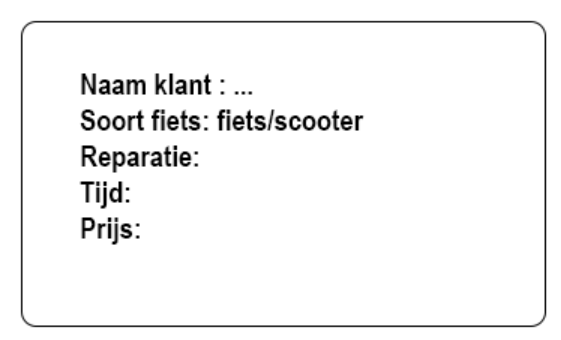 Naam klant : ...
Soort fiets: fiets/scooter
Reparatie:
Tijd:
Prijs: